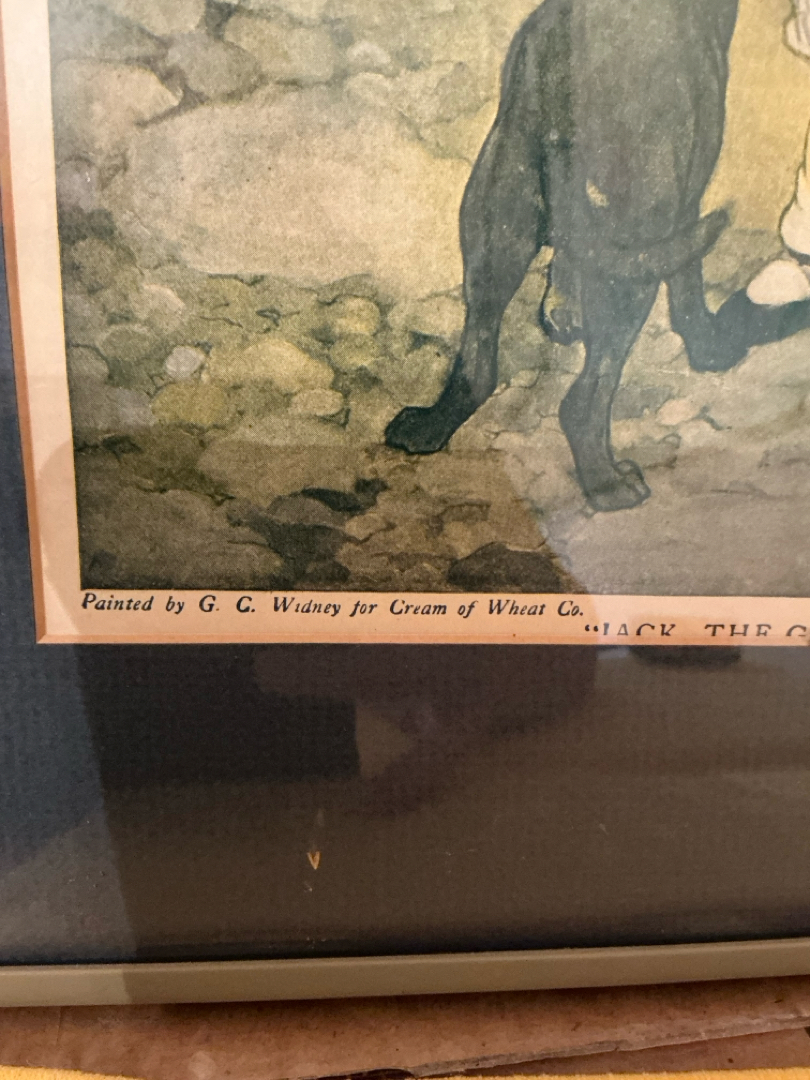 Painted by G. C. Widney for Cream of Wheat Co.
“JACK, THE G